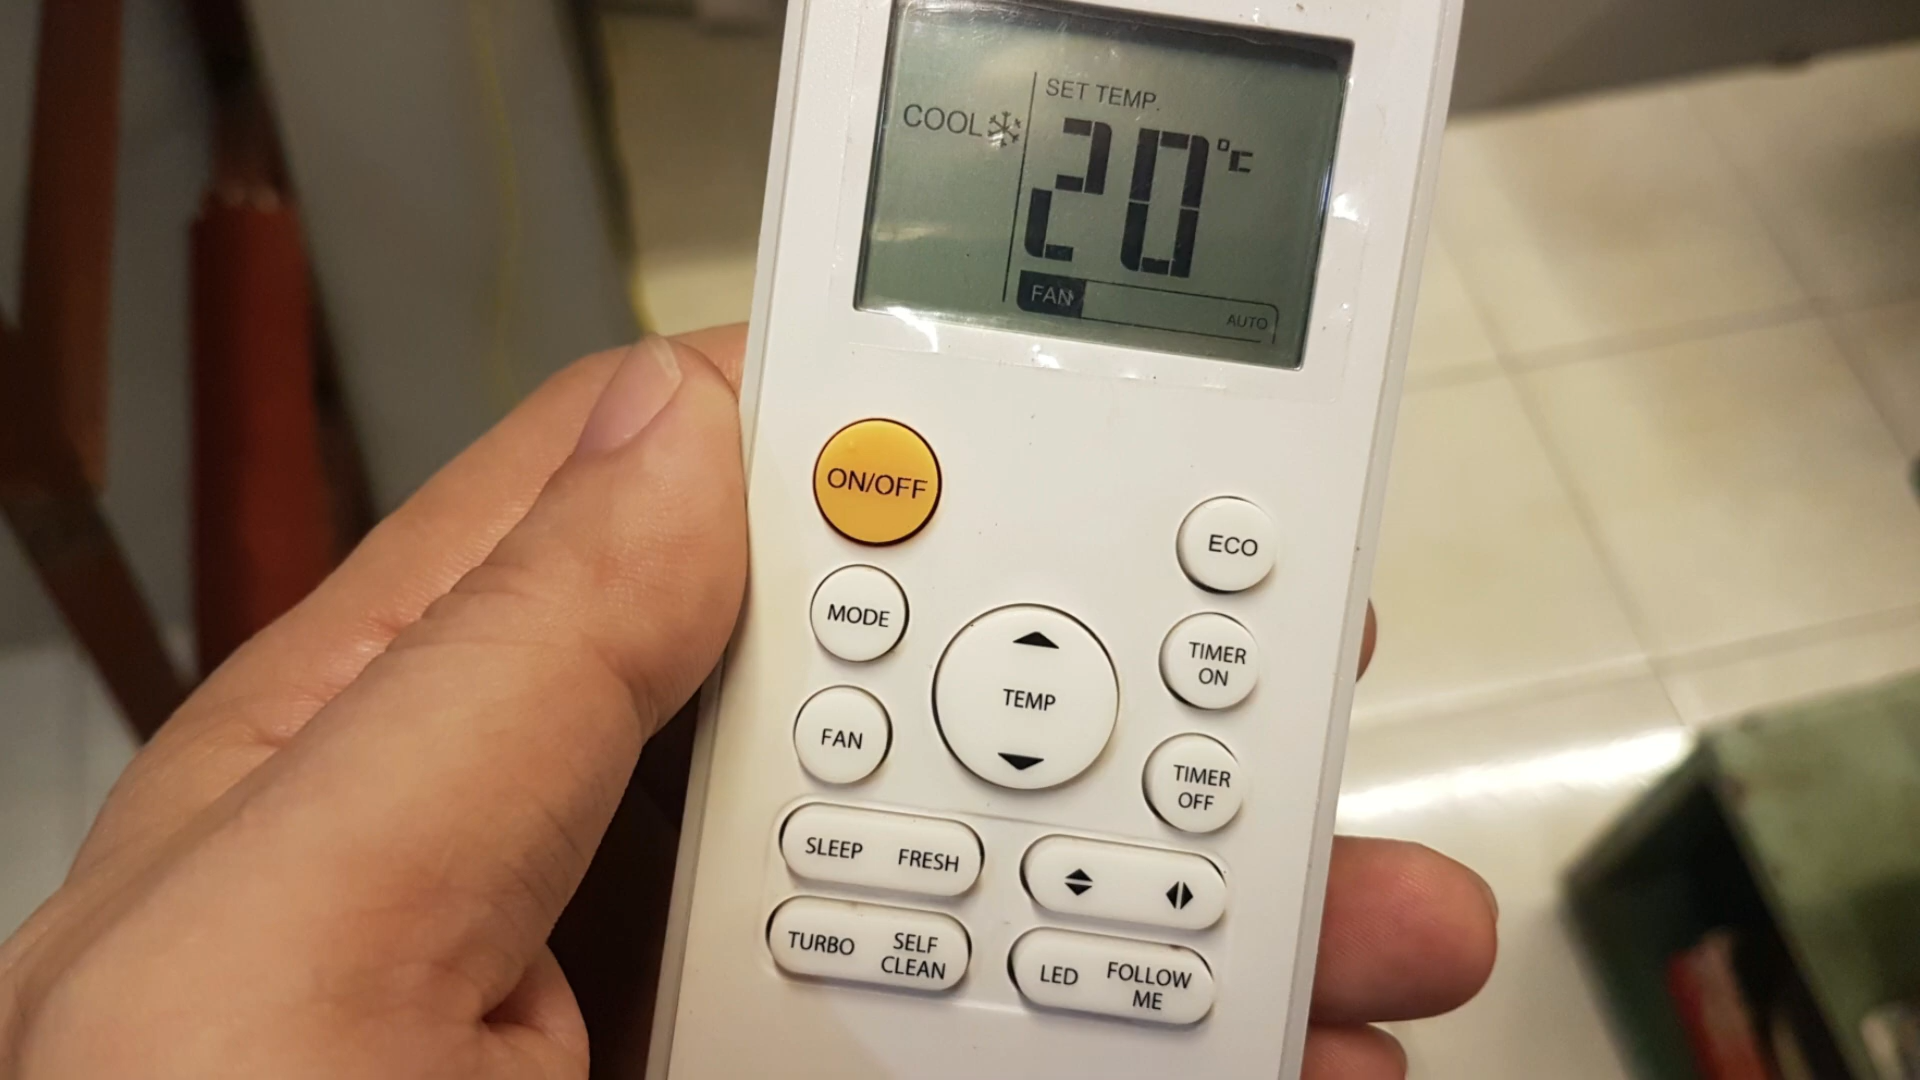 SET TEMP.
COOL
20°C
FAN
AUTO
ON/OFF
ECO
MODE
TIMER
ON
TEMP
FAN
TIMER
OFF
SLEEP FRESH
TURBO SELF
CLEAN
LED FOLLOW
ME